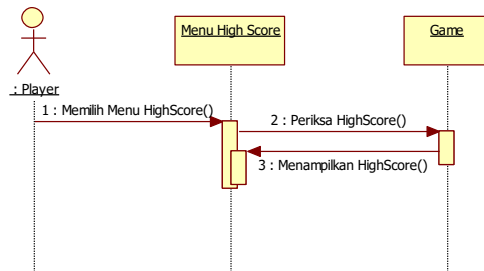 Menu High Score
Game
: Player
1 : Memilih Menu HighScore()
2 : Periksa HighScore()
3 : Menampilkan HighScore()